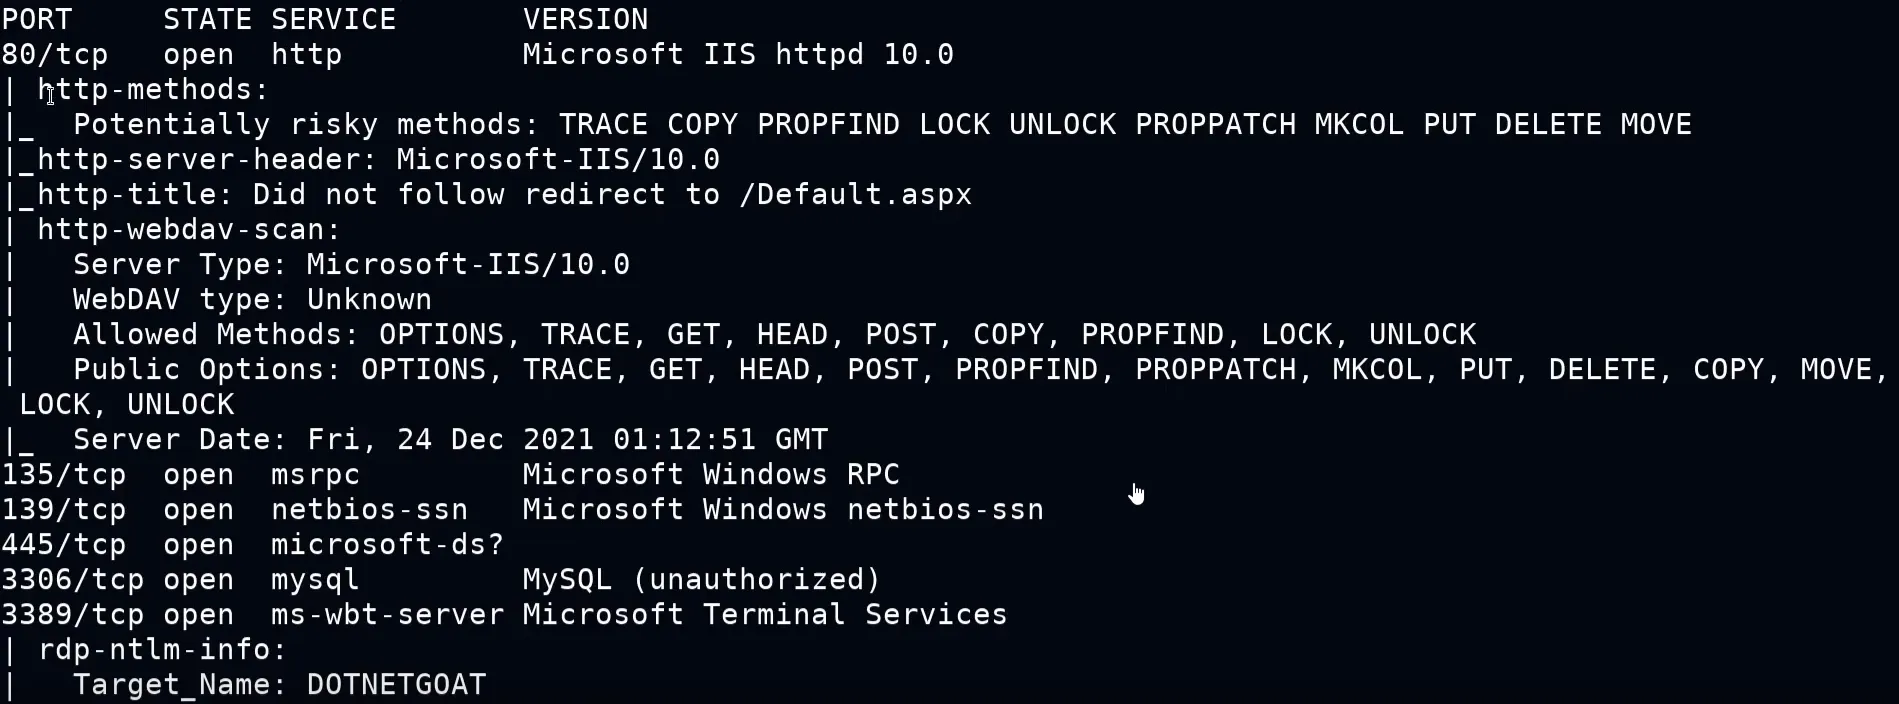 PORT     STATE SERVICE       VERSION
80/tcp   open  http          Microsoft IIS httpd 10.0
| http-methods:
|_  Potentially risky methods: TRACE COPY PROPFIND LOCK UNLOCK PROPPATCH MKCOL PUT DELETE MOVE
|_http-server-header: Microsoft-IIS/10.0
|_http-title: Did not follow redirect to /Default.aspx
| http-webdav-scan:
|   Server Type: Microsoft-IIS/10.0
|   WebDAV type: Unknown
|   Allowed Methods: OPTIONS, TRACE, GET, HEAD, POST, COPY, PROPFIND, LOCK, UNLOCK
|   Public Options: OPTIONS, TRACE, GET, HEAD, POST, PROPFIND, PROPPATCH, MKCOL, PUT, DELETE, COPY, MOVE,
 LOCK, UNLOCK
|_  Server Date: Fri, 24 Dec 2021 01:12:51 GMT
135/tcp  open  msrpc         Microsoft Windows RPC
139/tcp  open  netbios-ssn   Microsoft Windows netbios-ssn
445/tcp  open  microsoft-ds?
3306/tcp open  mysql         MySQL (unauthorized)
3389/tcp open  ms-wbt-server Microsoft Terminal Services
| rdp-ntlm-info:
|   Target_Name: DOTNETGOAT